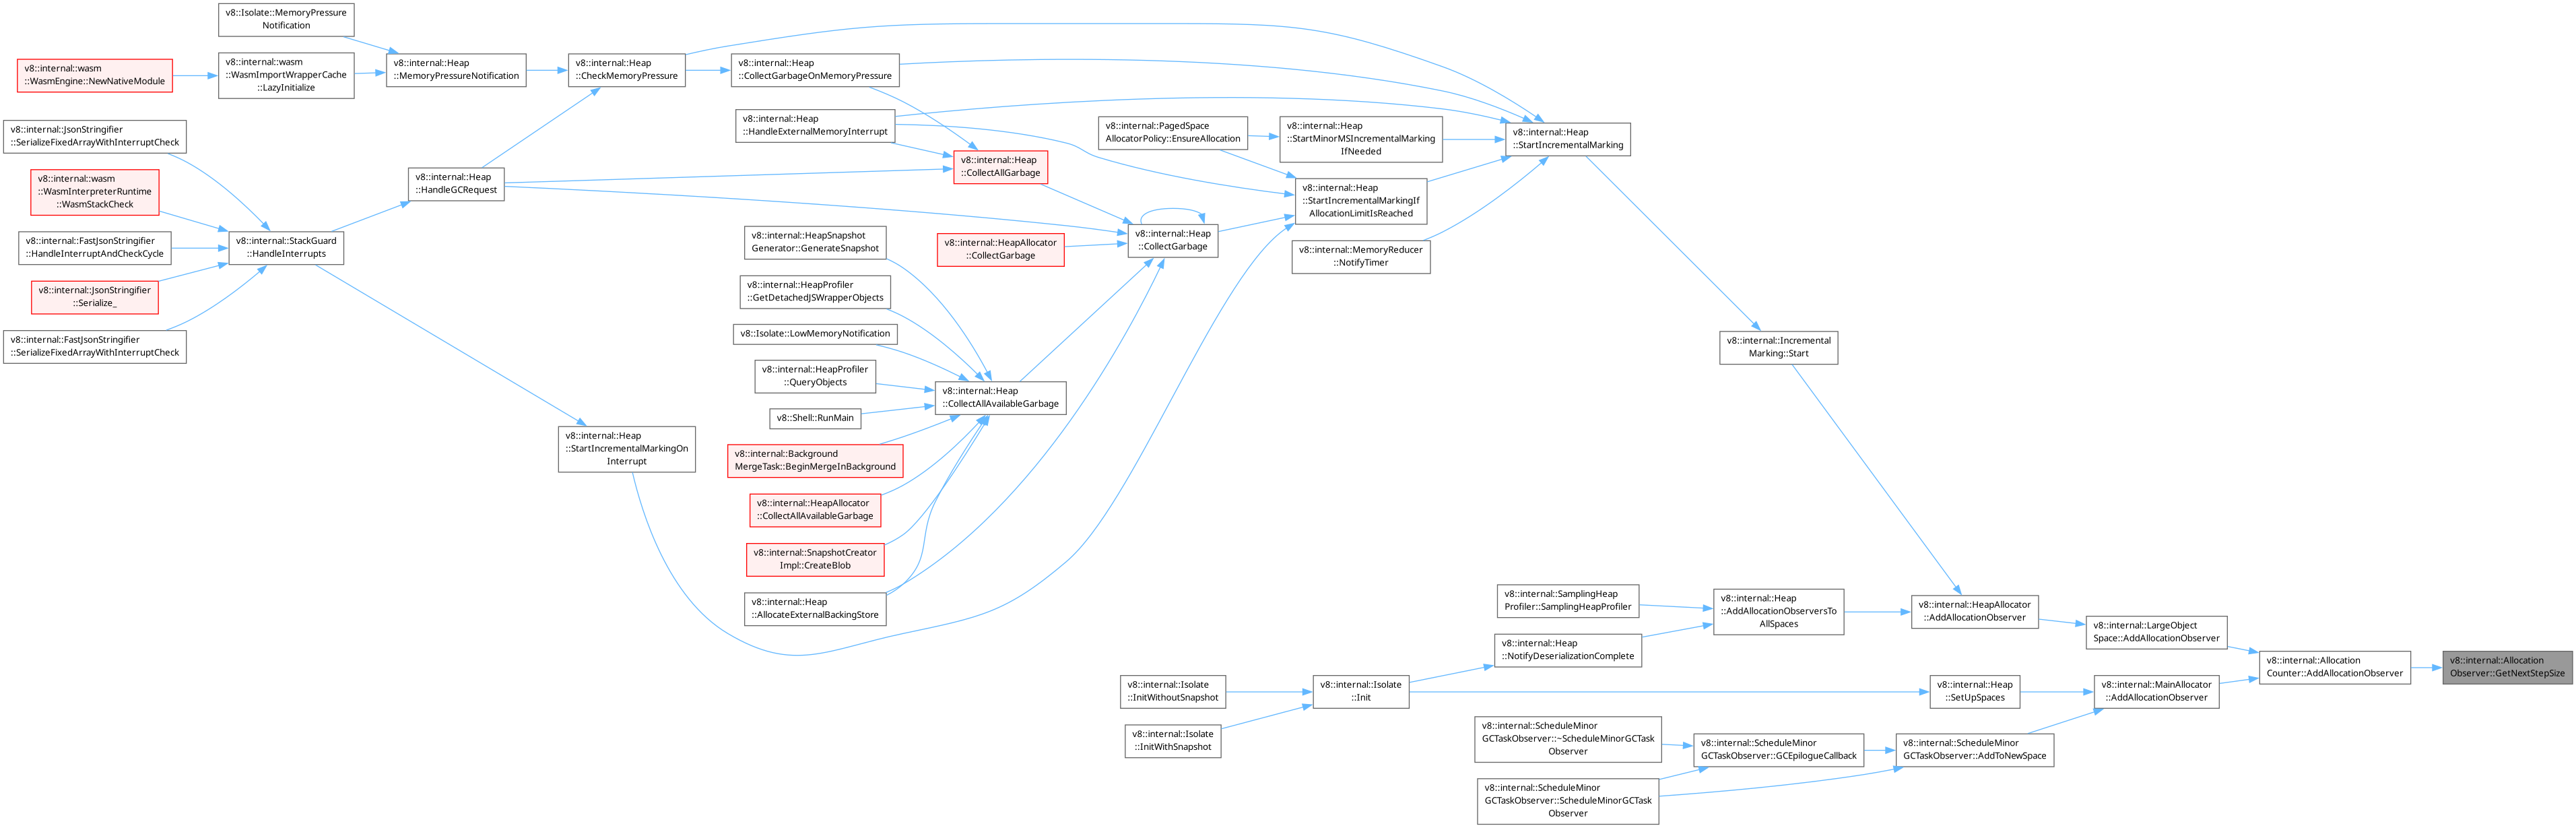 v8::internal::Allocation
Observer::GetNextStepSize
v8::internal::Allocation
Counter::AddAllocationObserver
v8::internal::LargeObject
Space::AddAllocationObserver
v8::internal::HeapAllocator
::AddAllocationObserver
v8::internal::Incremental
Marking::Start
v8::internal::Heap
::StartIncrementalMarking
v8::internal::Heap
::CheckMemoryPressure
v8::internal::Heap
::HandleGCRequest
v8::internal::StackGuard
::HandleInterrupts
v8::internal::JsonStringifier
::SerializeFixedArrayWithInterruptCheck
v8::internal::wasm
::WasmInterpreterRuntime
::WasmStackCheck
v8::internal::FastJsonStringifier
::HandleInterruptAndCheckCycle
v8::internal::JsonStringifier
::Serialize_
v8::internal::FastJsonStringifier
::SerializeFixedArrayWithInterruptCheck
v8::internal::Heap
::MemoryPressureNotification
v8::Isolate::MemoryPressure
Notification
v8::internal::wasm
::WasmImportWrapperCache
::LazyInitialize
v8::internal::wasm
::WasmEngine::NewNativeModule
v8::internal::Heap
::CollectGarbageOnMemoryPressure
v8::internal::Heap
::HandleExternalMemoryInterrupt
v8::internal::Heap
::StartMinorMSIncrementalMarking
IfNeeded
v8::internal::PagedSpace
AllocatorPolicy::EnsureAllocation
v8::internal::Heap
::StartIncrementalMarkingIf
AllocationLimitIsReached
v8::internal::Heap
::CollectGarbage
v8::internal::Heap
::CollectAllGarbage
v8::internal::HeapAllocator
::CollectGarbage
v8::internal::Heap
::CollectAllAvailableGarbage
v8::internal::HeapSnapshot
Generator::GenerateSnapshot
v8::internal::HeapProfiler
::GetDetachedJSWrapperObjects
v8::Isolate::LowMemoryNotification
v8::internal::HeapProfiler
::QueryObjects
v8::Shell::RunMain
v8::internal::Background
MergeTask::BeginMergeInBackground
v8::internal::HeapAllocator
::CollectAllAvailableGarbage
v8::internal::SnapshotCreator
Impl::CreateBlob
v8::internal::Heap
::AllocateExternalBackingStore
v8::internal::Heap
::StartIncrementalMarkingOn
Interrupt
v8::internal::MemoryReducer
::NotifyTimer
v8::internal::Heap
::AddAllocationObserversTo
AllSpaces
v8::internal::SamplingHeap
Profiler::SamplingHeapProfiler
v8::internal::Heap
::NotifyDeserializationComplete
v8::internal::Isolate
::Init
v8::internal::Isolate
::InitWithoutSnapshot
v8::internal::Isolate
::InitWithSnapshot
v8::internal::MainAllocator
::AddAllocationObserver
v8::internal::Heap
::SetUpSpaces
v8::internal::ScheduleMinor
GCTaskObserver::AddToNewSpace
v8::internal::ScheduleMinor
GCTaskObserver::GCEpilogueCallback
v8::internal::ScheduleMinor
GCTaskObserver::~ScheduleMinorGCTask
Observer
v8::internal::ScheduleMinor
GCTaskObserver::ScheduleMinorGCTask
Observer